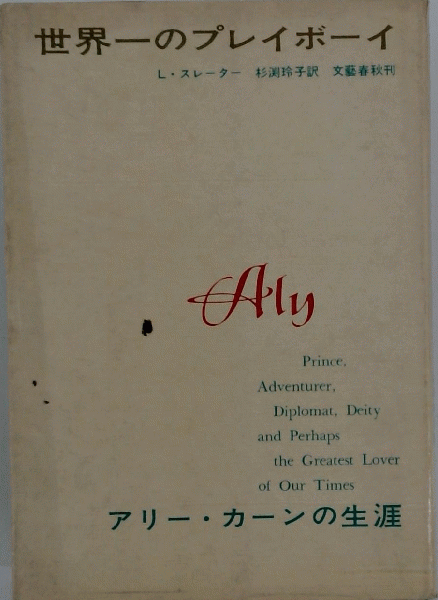 世界一のプレイボーイ
L・スレーター 杉渕玲子訳 文藝春秋刊
Aly
Prince,
Adventurer,
Diplomat, Deity
and Perhaps
the Greatest Lover
of Our Times
アリー・カーンの生涯